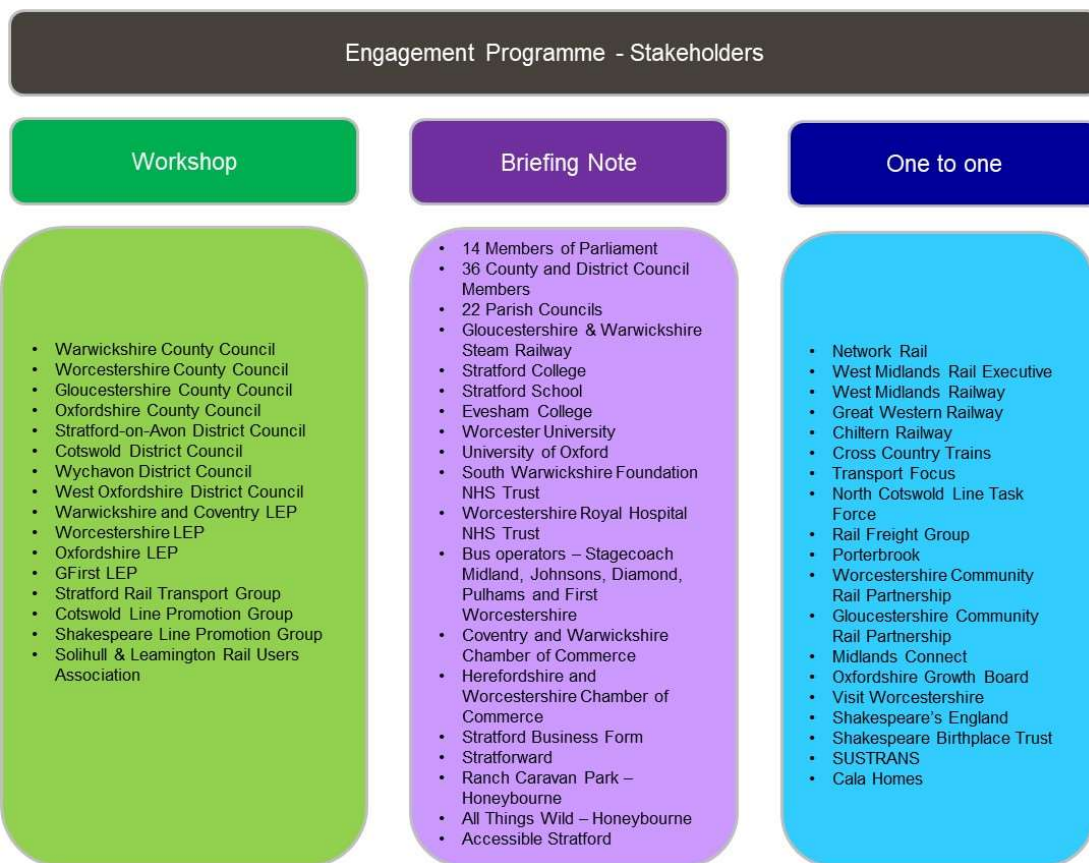 Engagement Programme - Stakeholders
Workshop
• Warwickshire County Council
• Worcestershire County Council
• Gloucestershire County Council
• Oxfordshire County Council
• Stratford-on-Avon District Council
• Cotswold District Council
• Wychavon District Council
• West Oxfordshire District Council
• Warwickshire and Coventry LEP
• Worcestershire LEP
• Oxfordshire LEP
• GFirst LEP
• Stratford Rail Transport Group
• Cotswold Line Promotion Group
• Shakespeare Line Promotion Group
• Solihull & Leamington Rail Users
Association
Briefing Note
• 14 Members of Parliament
• 36 County and District Council
Members
• 22 Parish Councils
• Gloucestershire & Warwickshire
Steam Railway
• Stratford College
• Stratford School
• Evesham College
• Worcester University
• University of Oxford
• South Warwickshire Foundation
NHS Trust
• Worcestershire Royal Hospital
NHS Trust
• Bus operators – Stagecoach
Midland, Johnsons, Diamond,
Pulhams and First
Worcestershire
• Coventry and Warwickshire
Chamber of Commerce
• Herefordshire and
Worcestershire Chamber of
Commerce
• Stratford Business Form
• Stratforward
• Ranch Caravan Park –
Honeybourne
• All Things Wild – Honeybourne
• Accessible Stratford
One to one
• Network Rail
• West Midlands Rail Executive
• West Midlands Railway
• Great Western Railway
• Chiltern Railway
• Cross Country Trains
• Transport Focus
• North Cotswold Line Task
Force
• Rail Freight Group
• Porterbrook
• Worcestershire Community
Rail Partnership
• Gloucestershire Community
Rail Partnership
• Midlands Connect
• Oxfordshire Growth Board
• Visit Worcestershire
• Shakespeare's England
• Shakespeare Birthplace Trust
• SUSTRANS
• Cala Homes